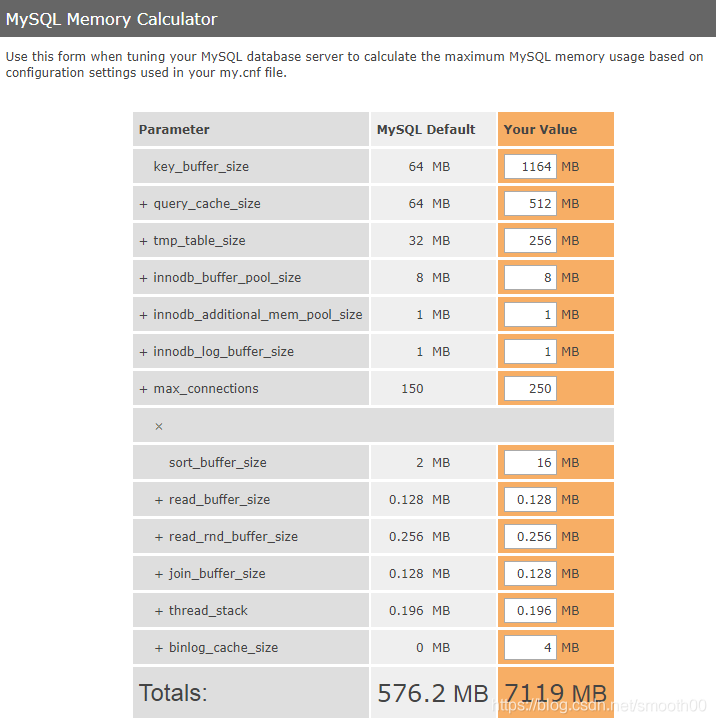 MySQL Memory Calculator
Use this form when tuning your MySQL database server to calculate the maximum MySQL memory usage based on
configuration settings used in your my.cnf file.
Parameter MySQL Default Your Value
key_buffer_size 64 MB 1164 MB
+ query_cache_size 64 MB 512 MB
+ tmp_table_size 32 MB 256 MB
+ innodb_buffer_pool_size 8 MB 8 MB
+ innodb_additional_mem_pool_size 1 MB 1 MB
+ innodb_log_buffer_size 1 MB 1 MB
+ max_connections 150 250
×
sort_buffer_size 2 MB 16 MB
+ read_buffer_size 0.128 MB 0.128 MB
+ read_rnd_buffer_size 0.256 MB 0.256 MB
+ join_buffer_size 0.128 MB 0.128 MB
+ thread_stack 0.196 MB 0.196 MB
+ binlog_cache_size 0 MB 4 MB
Totals: 576.2 MB 7119 MB
https://blog.csdn.net/smooth00